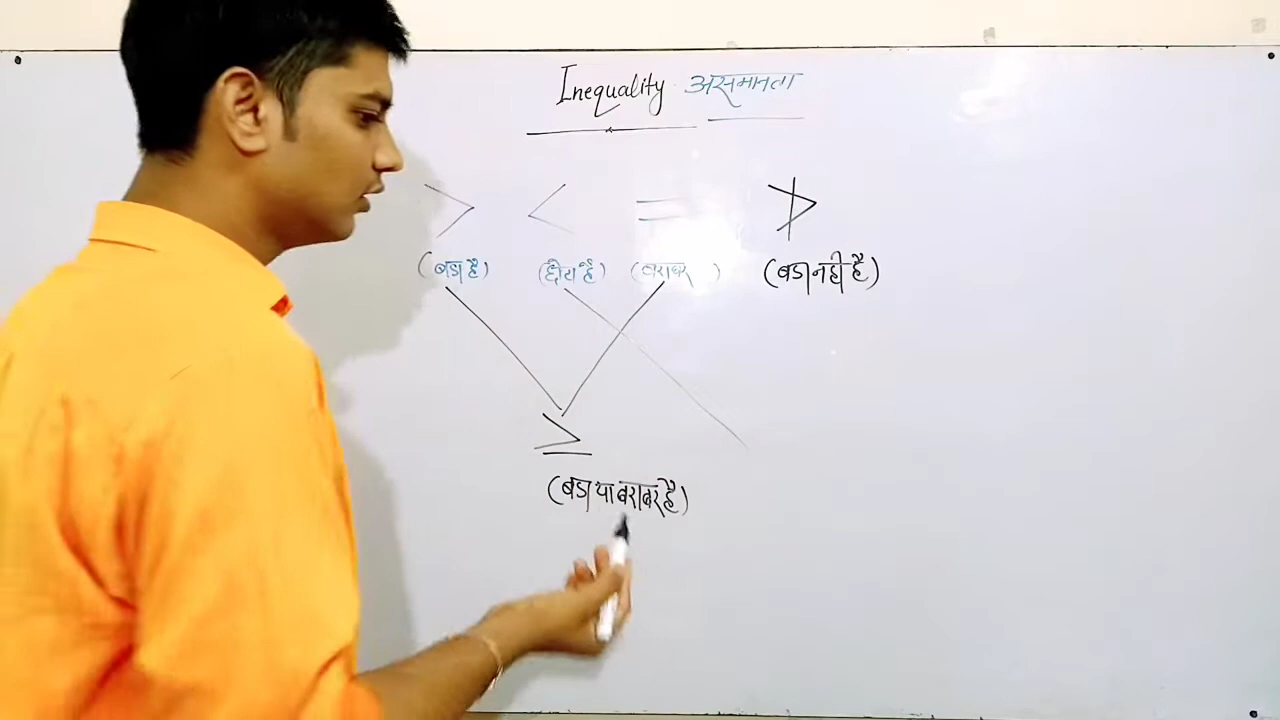 Inequality असमानता
> < = ≯
(बडा है) (छोटा है) (बराबर) (बडा नही है)
≥
(बडा या बराबर है)